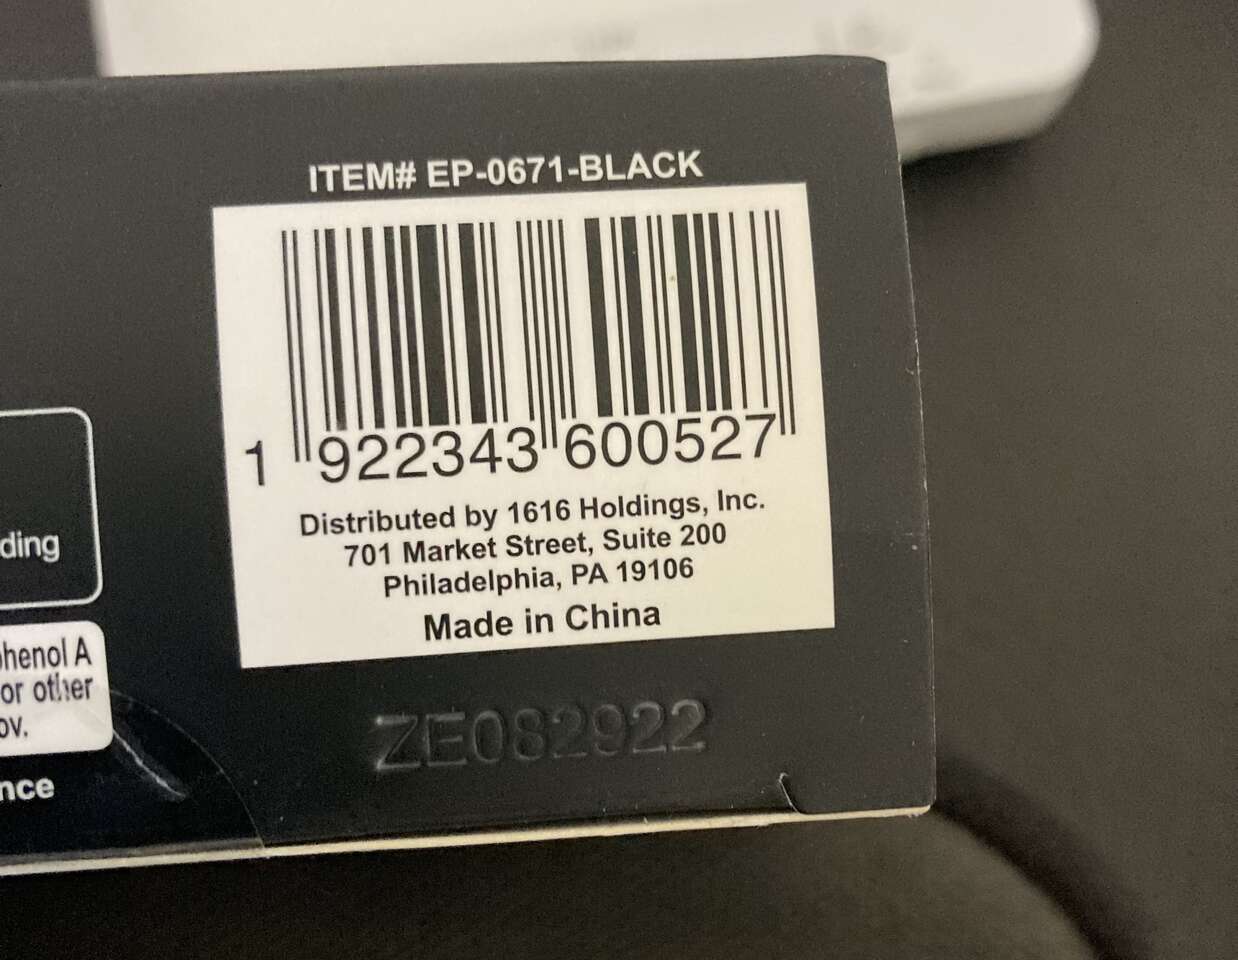 ITEM# EP-0671-BLACK
1 922343 600527
Distributed by 1616 Holdings, Inc.
701 Market Street, Suite 200
Philadelphia, PA 19106
Made in China
ZE082922
ding
phenol A
or other
ov.
nce